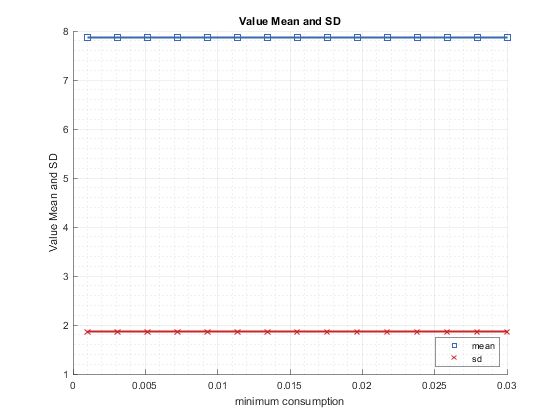 Value Mean and SD
Value Mean and SD
8
7
6
5
4
3
2
1
0 0.005 0.01 0.015 0.02 0.025 0.03
minimum consumption
mean
sd